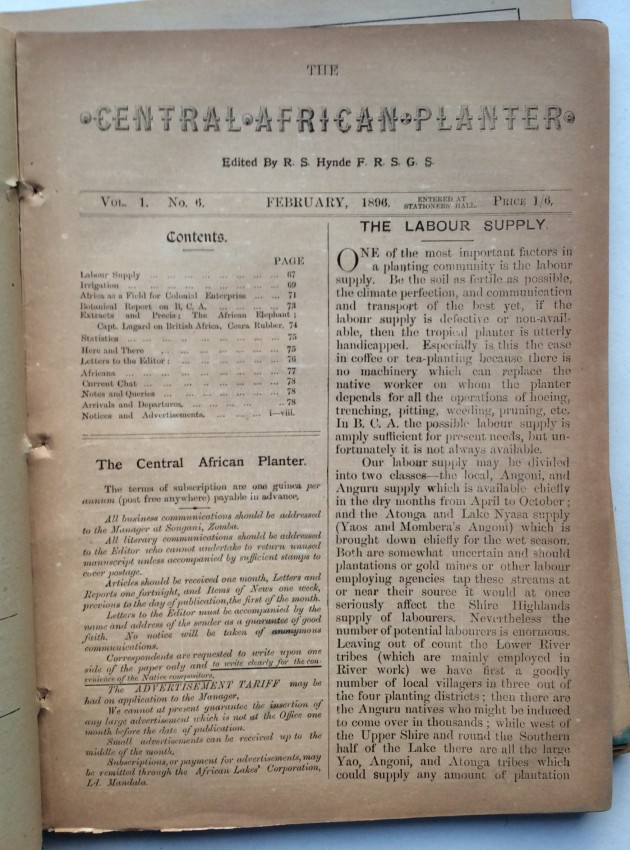 THE
CENTRAL AFRICAN PLANTER
Edited By R. S. Hynde F. R. S. G. S.
VOL. 1. No. 6. FEBRUARY, 1896. ENTERED AT STATIONERS' HALL. PRICE 1/6,
Contents.
PAGE
Labour Supply ... ... ... ... ... ... 67
Irrigation ... ... ... ... ... ... 69
Africa as a Field for Colonial Enterprise ... ... 71
Botanical Report on B. C. A. ... ... ... ... 73
Extracts and Precis; The African Elephant;
Capt. Lugard on British Africa, Ceara Rubber. 74
Statistics ... ... ... ... ... ... 75
Here and There ... ... ... ... ... 75
Letters to the Editor: ... ... ... ... 76
Africana ... ... ... ... ... ... 77
Current Chat ... ... ... ... ... ... 78
Notes and Queries ... ... ... ... ... 78
Arrivals and Departures. ... ... ... ... 78
Notices and Advertisements. ... ... ... i—viii.
The Central African Planter.
The terms of subscription are one guinea per
annum (post free anywhere) payable in advance,
All business communications should be addressed
to the Manager at Songani, Zomba.
All literary communications should be addressed
to the Editor who cannot undertake to return unused
manuscript unless accompanied by sufficient stamps to
cover postage.
Articles should be received one month, Letters and
Reports one fortnight, and Items of News one week,
previous to the day of publication, the first of the month.
Letters to the Editor must be accompanied by the
name and address of the sender as a guarantee of good
faith. No notice will be taken of anonymous
communications.
Correspondents are requested to write upon one
side of the paper only and to write clearly for the con-
venience of the Native compositors.
The ADVERTISEMENT TARIFF may be
had on application to the Manager.
We cannot at present guarantee the insertion of
any large advertisement which is not at the Office one
month before the date of publication.
Small advertisements can be received up to the
middle of the month.
Subscriptions, or payment for advertisements, may
be remitted through the African Lakes' Corporation,
Ld. Mandala.
THE LABOUR SUPPLY.
ONE of the most important factors in
a planting community is the labour
supply. Be the soil as fertile as possible,
the climate perfection, and communication
and transport of the best yet, if the
labour supply is defective or non-avail-
able, then the tropical planter is utterly
handicapped. Especially is this the case
in coffee or tea-planting because there is
no machinery which can replace the
native worker on whom the planter
depends for all the operations of hoeing,
trenching, pitting, weeding, pruning, etc.
In B. C. A. the possible labour supply is
amply sufficient for present needs, but un-
fortunately it is not always available.
Our labour supply may be divided
into two classes—the local, Angoni, and
Anguru supply which is available chiefly
in the dry months from April to October;
and the Atonga and Lake Nyasa supply
(Yaos and Mombera's Angoni) which is
brought down chiefly for the wet season.
Both are somewhat uncertain and should
plantations or gold mines or other labour
employing agencies tap these streams at
or near their source it would at once
seriously affect the Shire Highlands
supply of labourers. Nevertheless the
number of potential labourers is enormous.
Leaving out of count the Lower River
tribes (which are mainly employed in
River work) we have first a goodly
number of local villagers in three out of
the four planting districts; then there are
the Anguru natives who might be induced
to come over in thousands; while west of
the Upper Shire and round the Southern
half of the Lake there are all the large
Yao, Angoni, and Atonga tribes which
could supply any amount of plantation